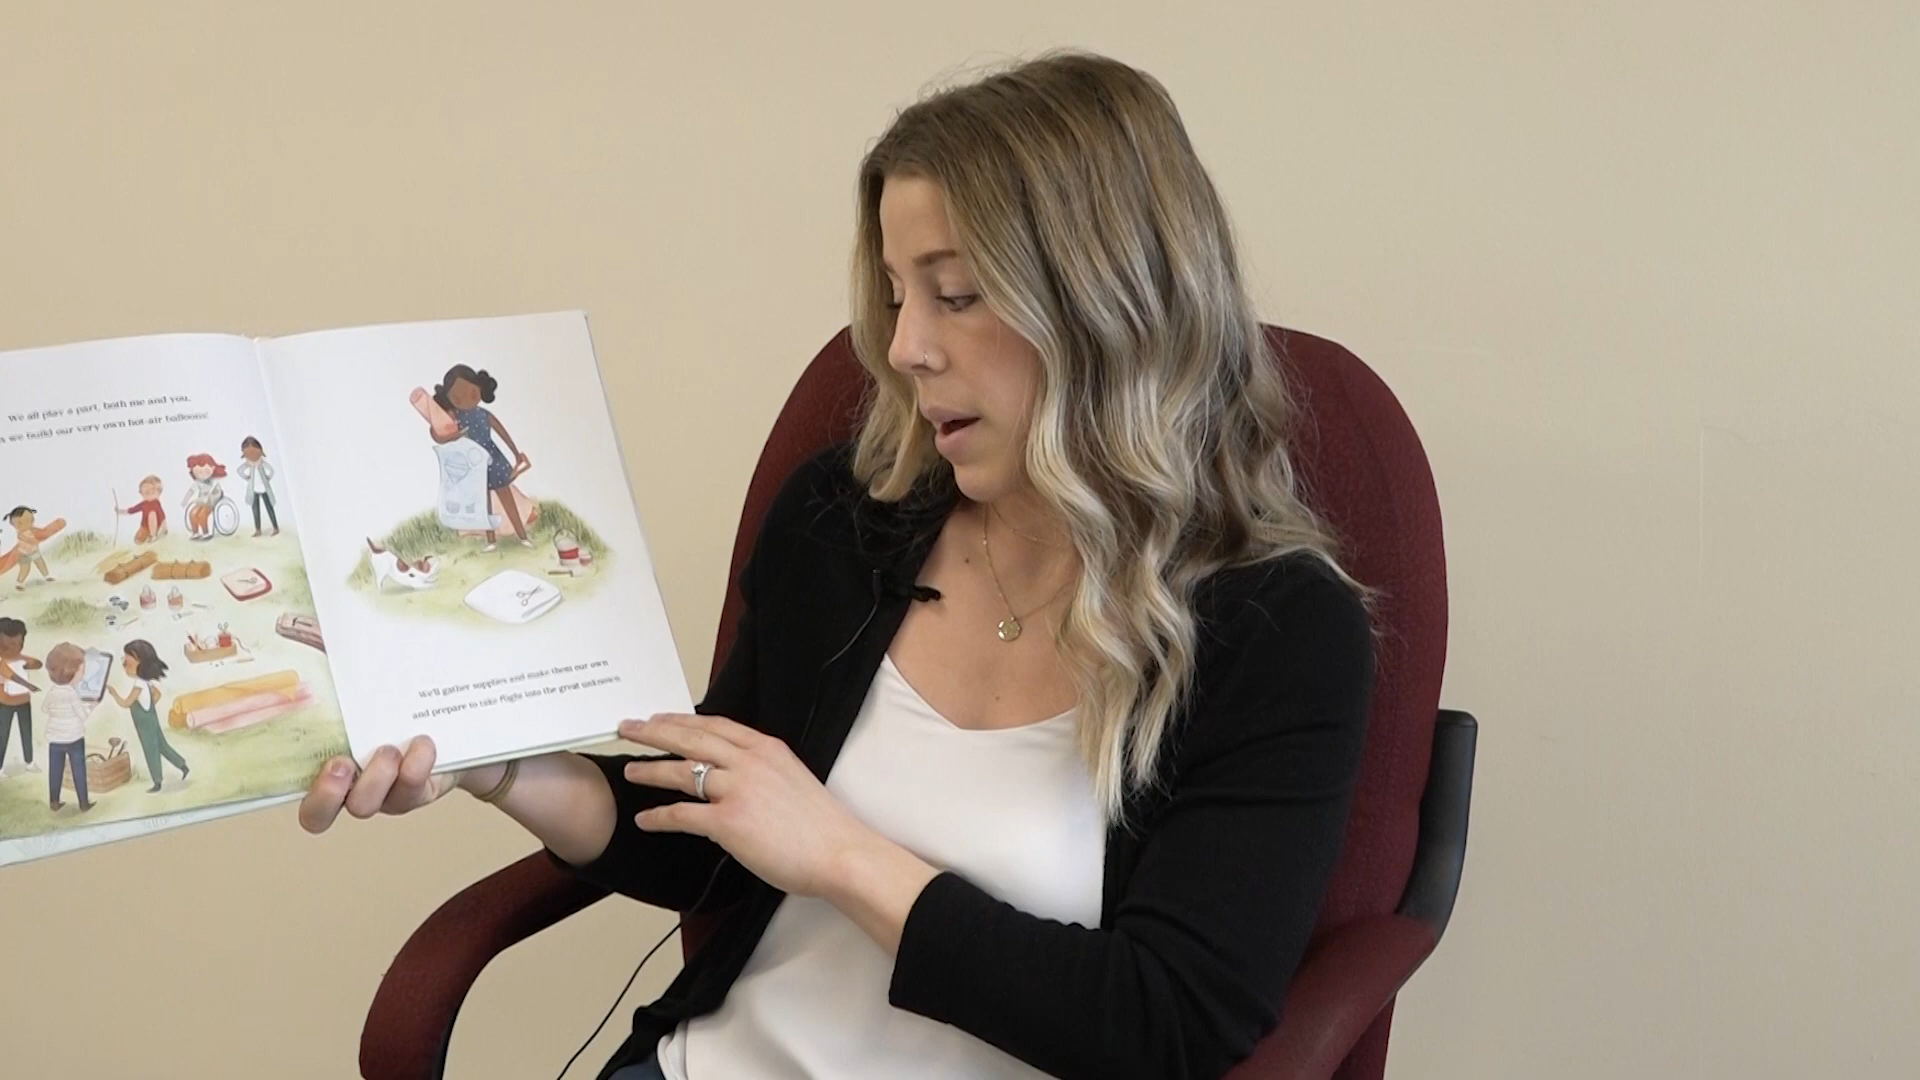 We all play a part, both me and you,
we build our very own hot-air balloons!
We'll gather supplies and make them our own
and prepare to take flight into the great unknown.